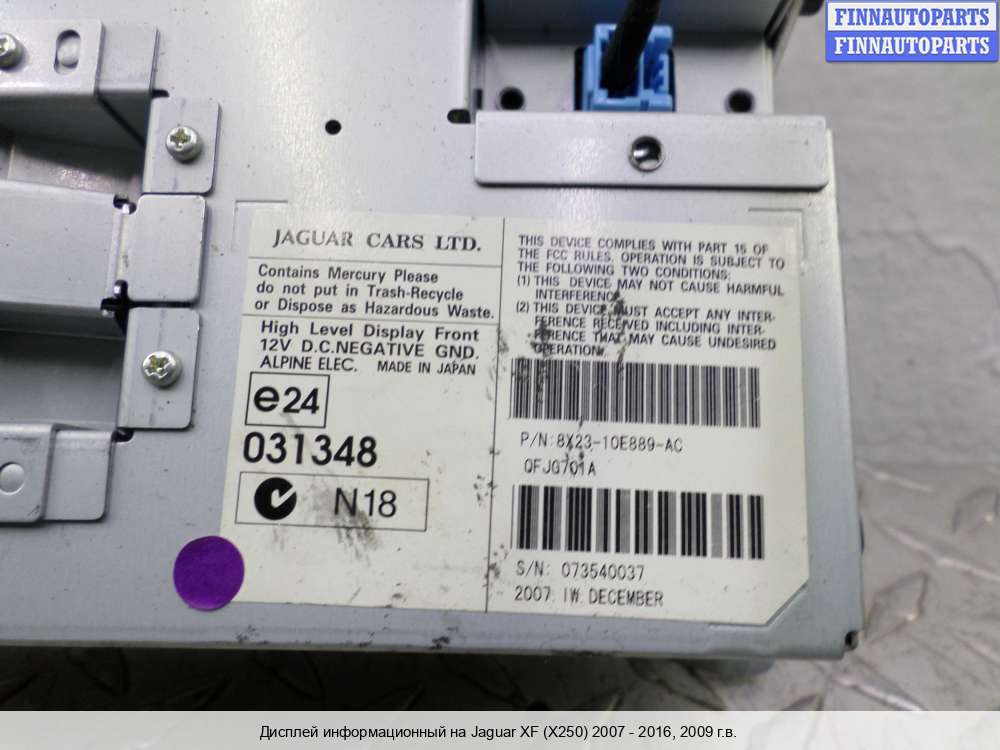 FINNAUTOPARTS
FINNAUTOPARTS
JAGUAR CARS LTD.
Contains Mercury Please
do not put in Trash-Recycle
or Dispose as Hazardous Waste.
High Level Display Front
12V D.C.NEGATIVE GND.
ALPINE ELEC. MADE IN JAPAN
e24
031348
N18
THIS DEVICE COMPLIES WITH PART 15 OF
THE FCC RULES. OPERATION IS SUBJECT TO
THE FOLLOWING TWO CONDITIONS:
(1) THIS DEVICE MAY NOT CAUSE HARMFUL
INTERFERENCE,
(2) THIS DEVICE MUST ACCEPT ANY INTER-
FERENCE RECEIVED INCLUDING INTER-
FERENCE THAT MAY CAUSE UNDESIRED
OPERATION.
P/N:8X23-10E889-AC
QFJG701A
S/N: 073540037
2007. IW. DECEMBER
Дисплей информационный на Jaguar XF (X250) 2007 - 2016, 2009 г.в.